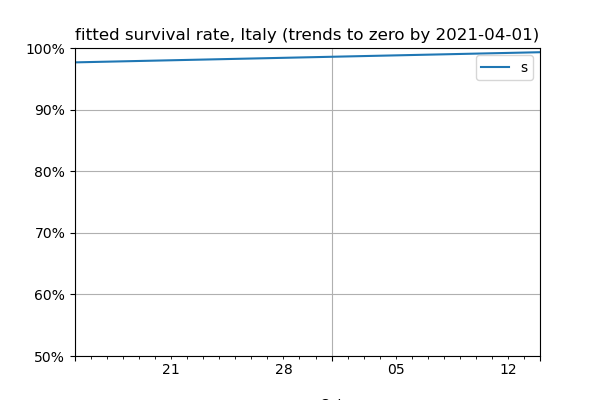 fitted survival rate, Italy (trends to zero by 2021-04-01)
100%
s
90%
80%
70%
60%
50%
21 28 05 12